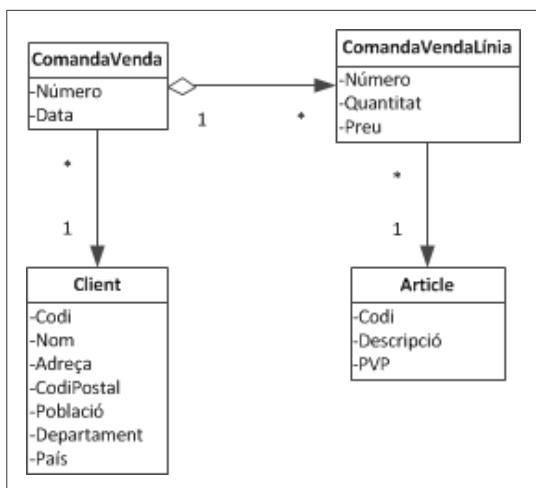 ComandaVenda
-Número
-Data
ComandaVendaLínia
-Número
-Quantitat
-Preu
1
*
*
1
*
1
Client
-Codi
-Nom
-Adreça
-CodiPostal
-Població
-Departament
-País
Article
-Codi
-Descripció
-PVP